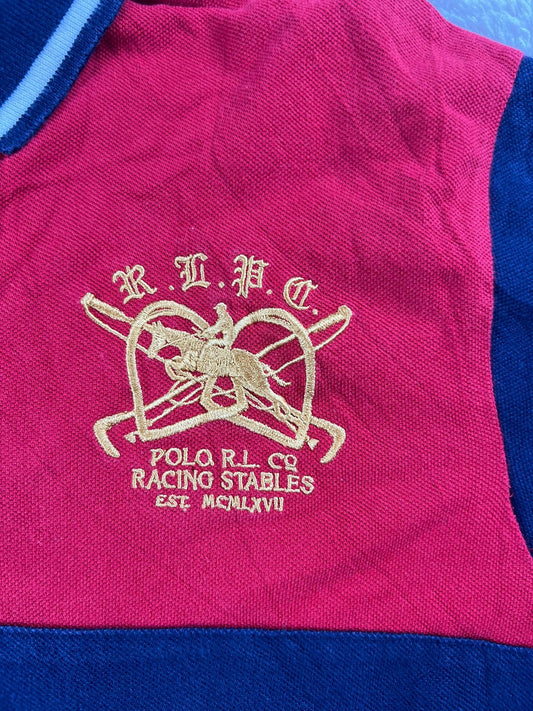 R.L.P.C.
POLO R.L. CO
RACING STABLES
EST. MCMLXVII